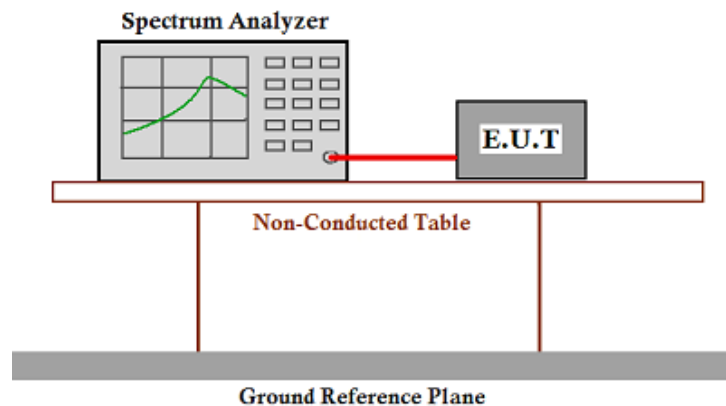 Spectrum Analyzer
E.U.T
Non-Conducted Table
Ground Reference Plane